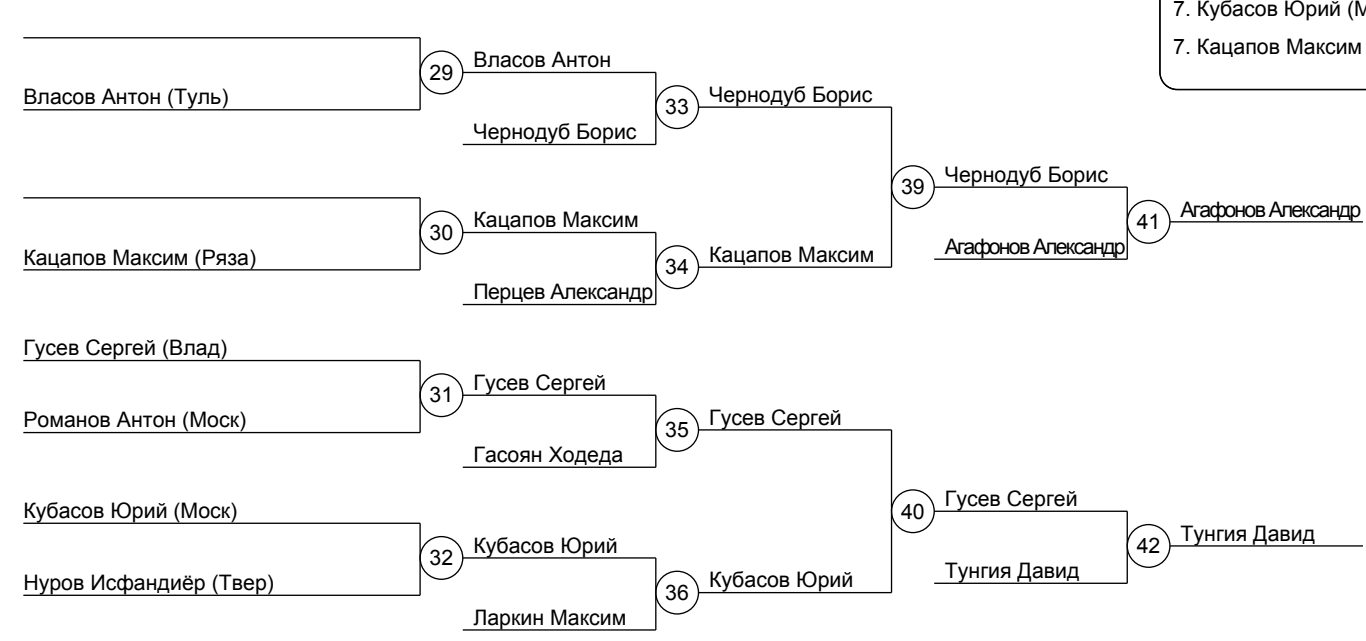 7. Кубасов Юрий (М
7. Кацапов Максим
Власов Антон (Туль)
29
Власов Антон
Чернодуб Борис
33
Чернодуб Борис
Кацапов Максим (Ряза)
30
Кацапов Максим
Перцев Александр
34
Кацапов Максим
39
Чернодуб Борис
Агафонов Александр
41
Агафонов Александр
Гусев Сергей (Влад)
Романов Антон (Моск)
31
Гусев Сергей
Гасоян Ходеда
35
Гусев Сергей
Кубасов Юрий (Моск)
Нуров Исфандиёр (Твер)
32
Кубасов Юрий
Ларкин Максим
36
Кубасов Юрий
40
Гусев Сергей
Тунгия Давид
42
Тунгия Давид